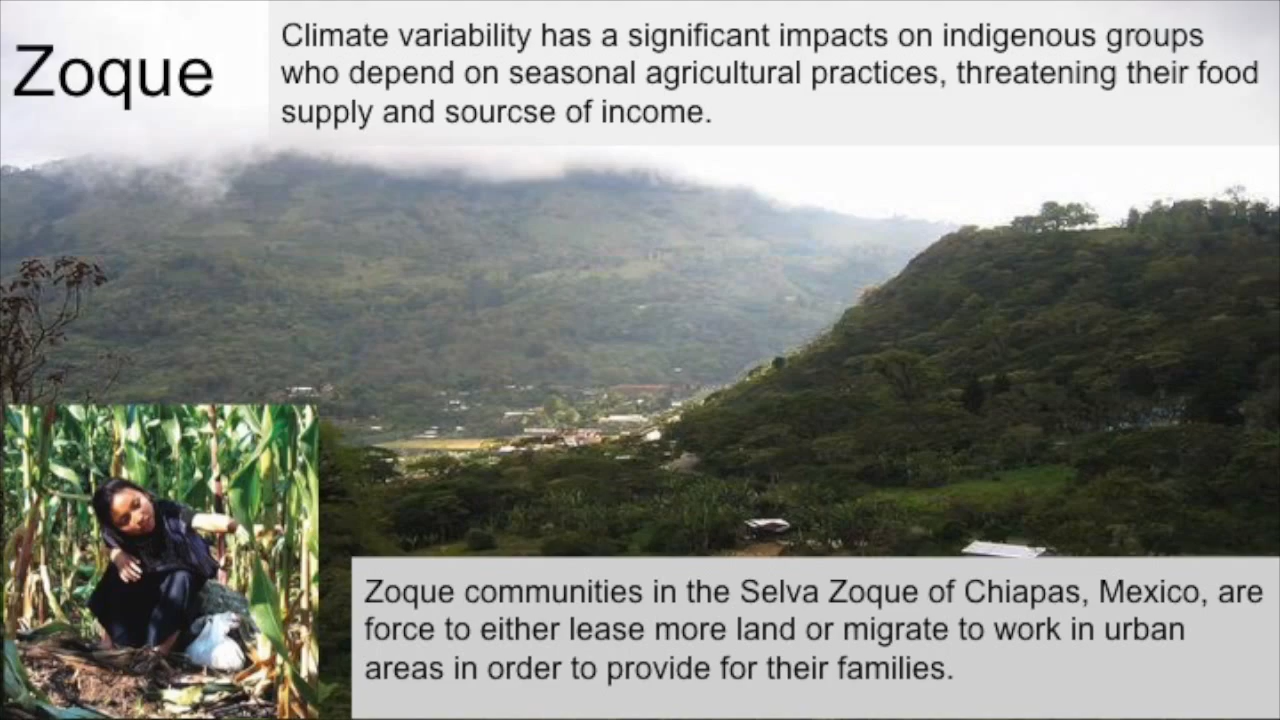 Zoque
Climate variability has a significant impacts on indigenous groups
who depend on seasonal agricultural practices, threatening their food
supply and sourcse of income.
Zoque communities in the Selva Zoque of Chiapas, Mexico, are
force to either lease more land or migrate to work in urban
areas in order to provide for their families.